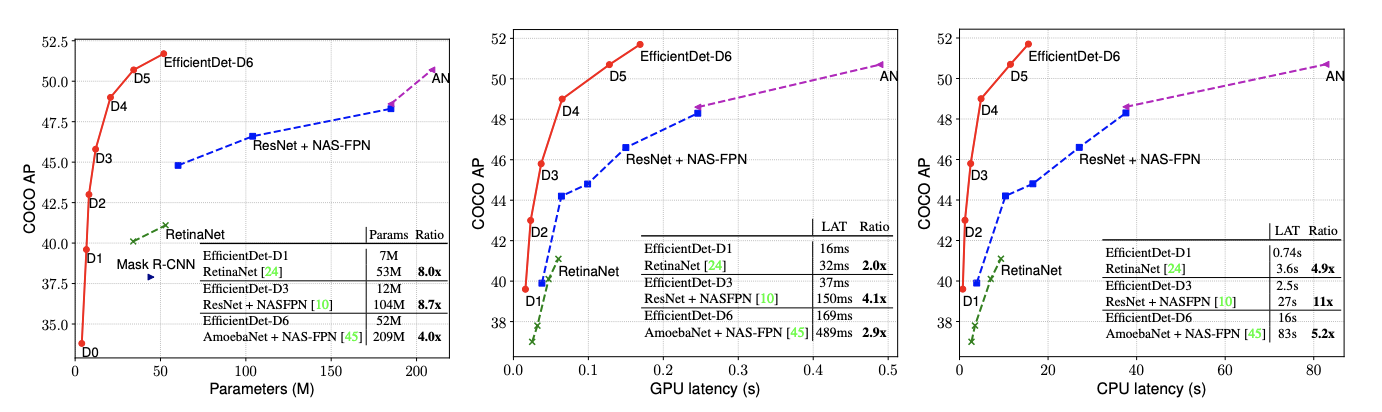 COCO AP
52.5
50.0
47.5
45.0
42.5
40.0
37.5
35.0
EfficientDet-D6
D5
AN
D4
D3
ResNet + NAS-FPN
D2
RetinaNet
D1
Mask R-CNN
D0
Params Ratio
EfficientDet-D1 7M
RetinaNet [24] 53M 8.0x
EfficientDet-D3 12M
ResNet + NASFPN [10] 104M 8.7x
EfficientDet-D6 52M
AmoebaNet + NAS-FPN [45] 209M 4.0x
0 50 100 150 200
Parameters (M)
COCO AP
52
50
48
46
44
42
40
38
EfficientDet-D6
D5
AN
D4
D3
ResNet + NAS-FPN
D2
RetinaNet
D1
LAT Ratio
EfficientDet-D1 16ms
RetinaNet [24] 32ms 2.0x
EfficientDet-D3 37ms
ResNet + NASFPN [10] 150ms 4.1x
EfficientDet-D6 169ms
AmoebaNet + NAS-FPN [45] 489ms 2.9x
0.0 0.1 0.2 0.3 0.4 0.5
GPU latency (s)
COCO AP
52
50
48
46
44
42
40
38
EfficientDet-D6
D5
AN
D4
D3
ResNet + NAS-FPN
D2
RetinaNet
D1
LAT Ratio
EfficientDet-D1 0.74s
RetinaNet [24] 3.6s 4.9x
EfficientDet-D3 2.5s
ResNet + NASFPN [10] 27s 11x
EfficientDet-D6 16s
AmoebaNet + NAS-FPN [45] 83s 5.2x
0 20 40 60 80
CPU latency (s)